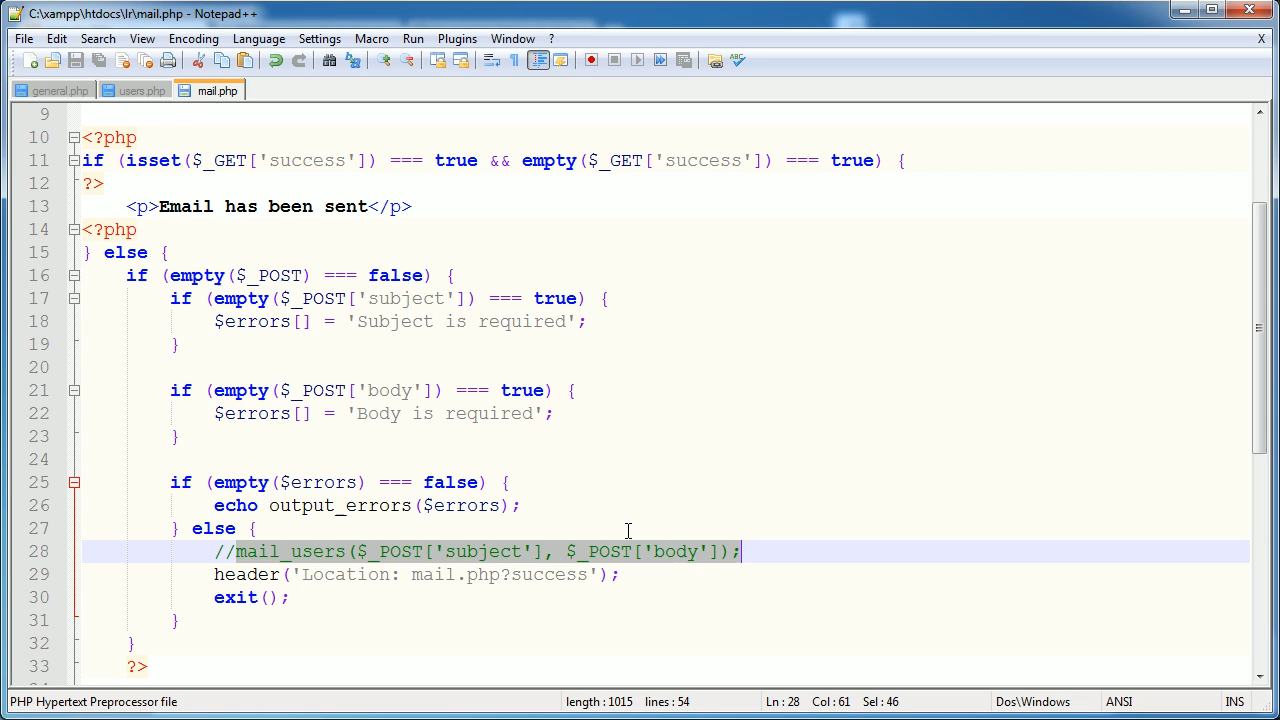 C:\xampp\htdocs\lr\mail.php - Notepad++
File Edit Search View Encoding Language Settings Macro Run Plugins Window ? X
general.php users.php mail.php
9
10 <?php
11 if (isset($_GET['success']) === true && empty($_GET['success']) === true) {
12 ?>
13 <p>Email has been sent</p>
14 <?php
15 } else {
16 if (empty($_POST) === false) {
17 if (empty($_POST['subject']) === true) {
18 $errors[] = 'Subject is required';
19 }
20
21 if (empty($_POST['body']) === true) {
22 $errors[] = 'Body is required';
23 }
24
25 if (empty($errors) === false) {
26 echo output_errors($errors);
27 } else {
28 //mail_users($_POST['subject'], $_POST['body']);
29 header('Location: mail.php?success');
30 exit();
31 }
32 }
33 ?>
PHP Hypertext Preprocessor file length : 1015 lines : 54 Ln : 28 Col : 61 Sel : 46 Dos\Windows ANSI INS